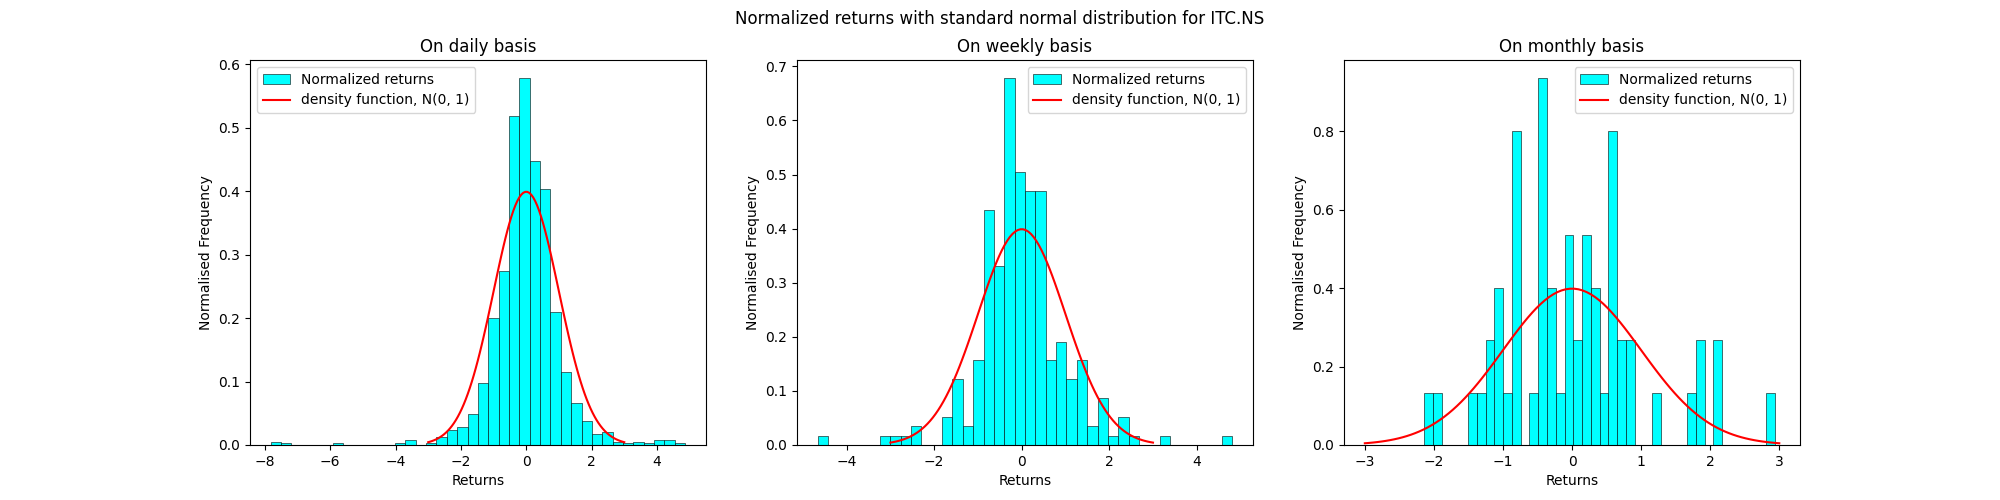 Normalized returns with standard normal distribution for ITC.NS
On daily basis
Normalised Frequency
0.6
0.5
0.4
0.3
0.2
0.1
0.0
Normalized returns
density function, N(0, 1)
−8 −6 −4 −2 0 2 4
Returns
On weekly basis
Normalised Frequency
0.7
0.6
0.5
0.4
0.3
0.2
0.1
0.0
Normalized returns
density function, N(0, 1)
−4 −2 0 2 4
Returns
On monthly basis
Normalised Frequency
0.8
0.6
0.4
0.2
0.0
Normalized returns
density function, N(0, 1)
−3 −2 −1 0 1 2 3
Returns